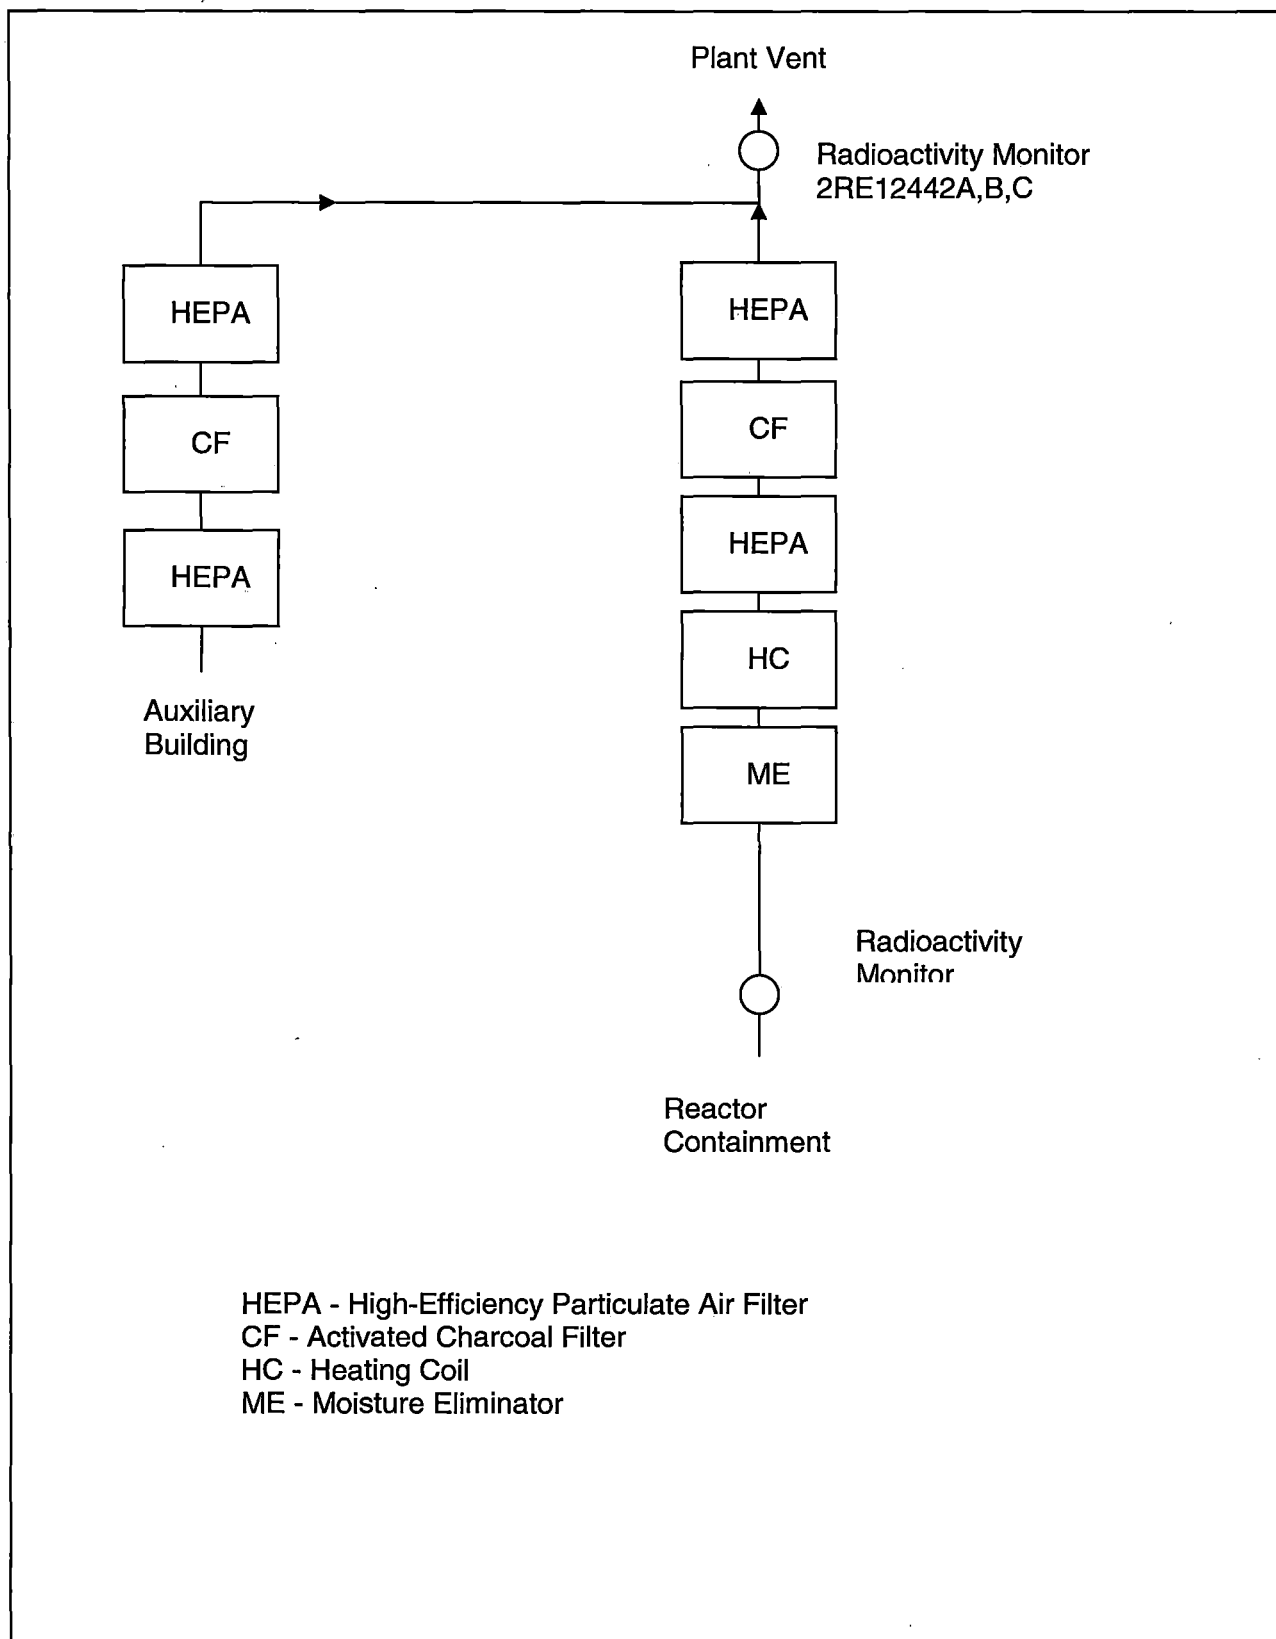 Plant Vent
Radioactivity Monitor
2RE12442A,B,C
HEPA
CF
HEPA
Auxiliary
Building
HEPA
CF
HEPA
HC
ME
Radioactivity
Monitor
Reactor
Containment
HEPA - High-Efficiency Particulate Air Filter
CF - Activated Charcoal Filter
HC - Heating Coil
ME - Moisture Eliminator